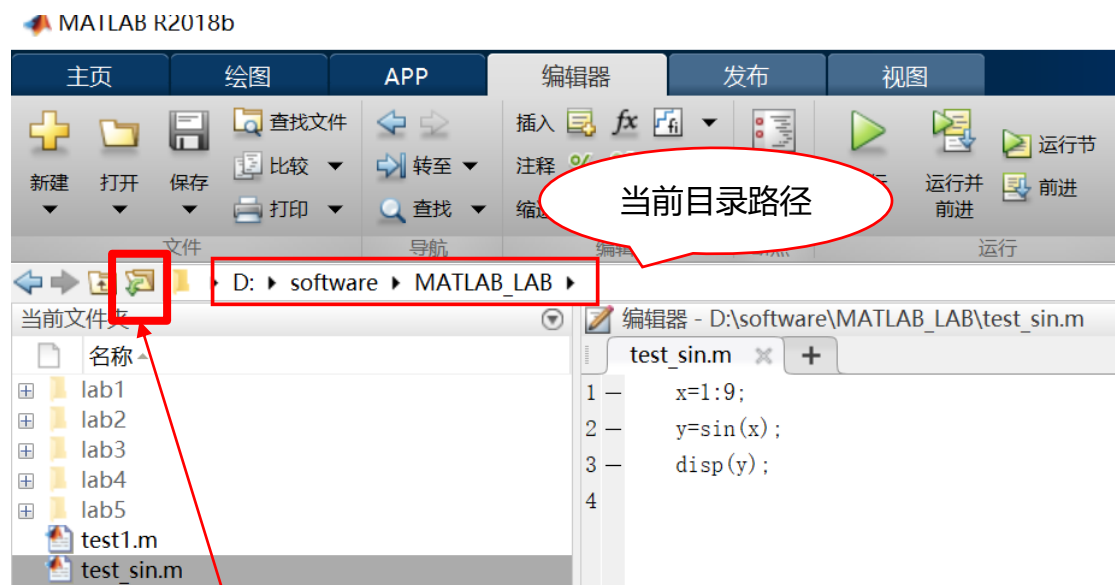 MATLAB R2018b
主页 绘图 APP 编辑器 发布 视图
查找文件 插入 fx fi
新建 打开 保存 比较 转至 注释 % 运行并前进 运行节
打印 查找 前进
当前目录路径
文件 导航 编辑 运行
D: software MATLAB_LAB
当前文件夹 编辑器 - D:\software\MATLAB_LAB\test_sin.m
名称 test_sin.m +
lab1 1 x=1:9;
lab2 2 y=sin(x);
lab3 3 disp(y);
lab4 4
lab5
test1.m
test_sin.m